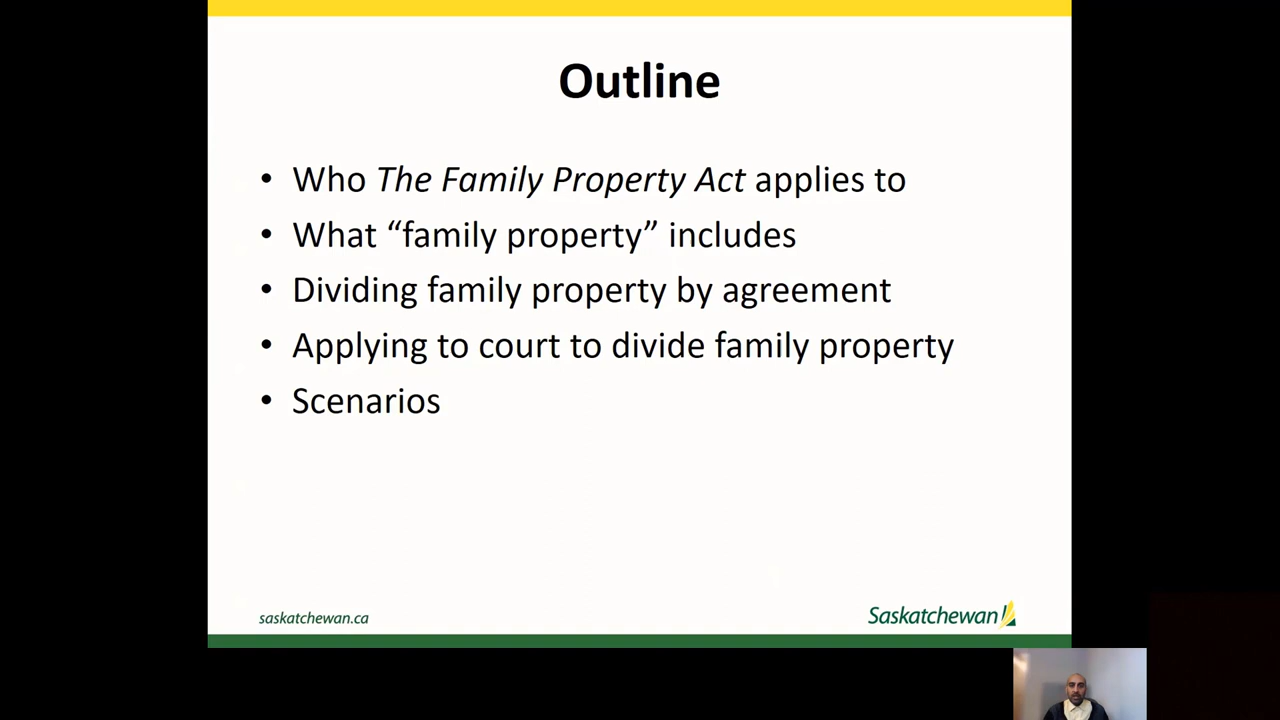 Outline
• Who The Family Property Act applies to
• What “family property” includes
• Dividing family property by agreement
• Applying to court to divide family property
• Scenarios
saskatchewan.ca
Saskatchewan